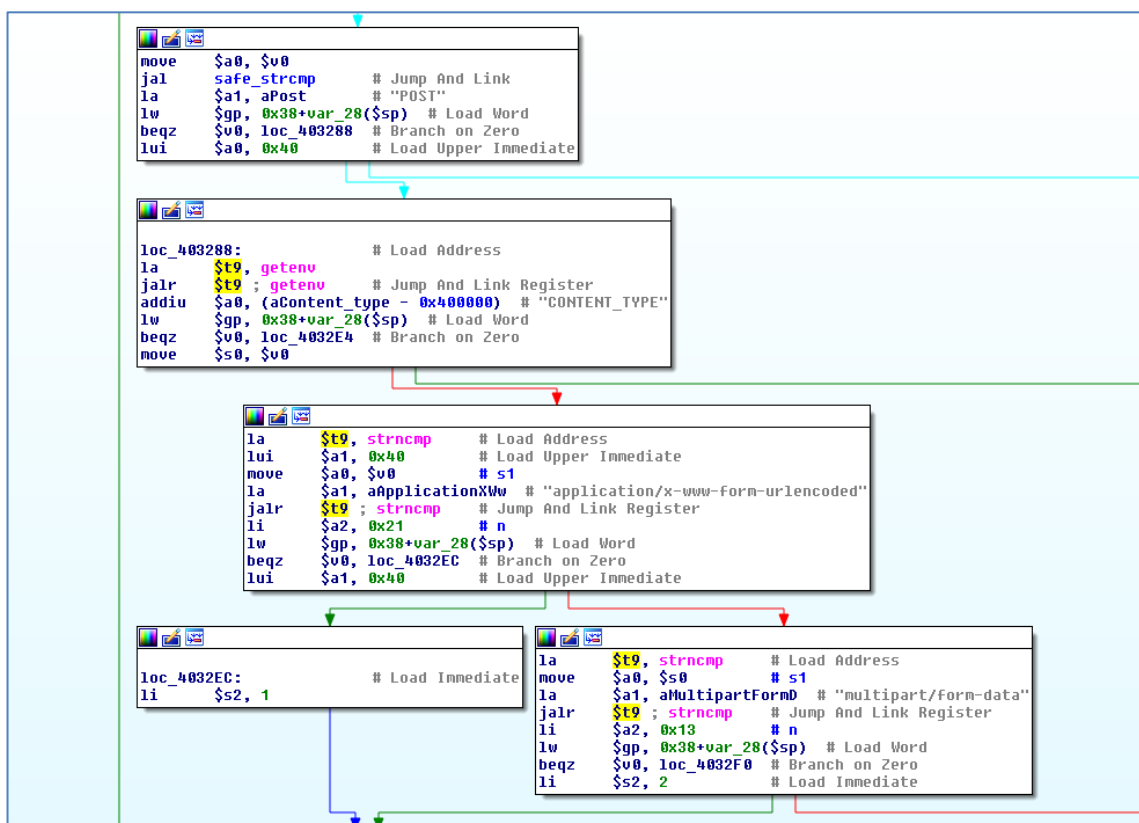 move $a0, $v0
jal safe_strcmp # Jump And Link
la $a1, aPost # "POST"
lw $gp, 0x38+var_28($sp) # Load Word
beqz $v0, loc_403288 # Branch on Zero
lui $a0, 0x40 # Load Upper Immediate
loc_403288: # Load Address
la $t9, getenv
jalr $t9 ; getenv # Jump And Link Register
addiu $a0, (aContent_type - 0x400000) # "CONTENT_TYPE"
lw $gp, 0x38+var_28($sp) # Load Word
beqz $v0, loc_4032E4 # Branch on Zero
move $s0, $v0
la $t9, strncmp # Load Address
lui $a1, 0x40 # Load Upper Immediate
move $a0, $v0 # s1
la $a1, aApplicationXWw # "application/x-www-form-urlencoded"
jalr $t9 ; strncmp # Jump And Link Register
li $a2, 0x21 # n
lw $gp, 0x38+var_28($sp) # Load Word
beqz $v0, loc_4032EC # Branch on Zero
lui $a1, 0x40 # Load Upper Immediate
loc_4032EC: # Load Immediate
li $s2, 1
la $t9, strncmp # Load Address
move $a0, $s0 # s1
la $a1, aMultipartFormD # "multipart/form-data"
jalr $t9 ; strncmp # Jump And Link Register
li $a2, 0x13 # n
lw $gp, 0x38+var_28($sp) # Load Word
beqz $v0, loc_4032F0 # Branch on Zero
li $s2, 2 # Load Immediate